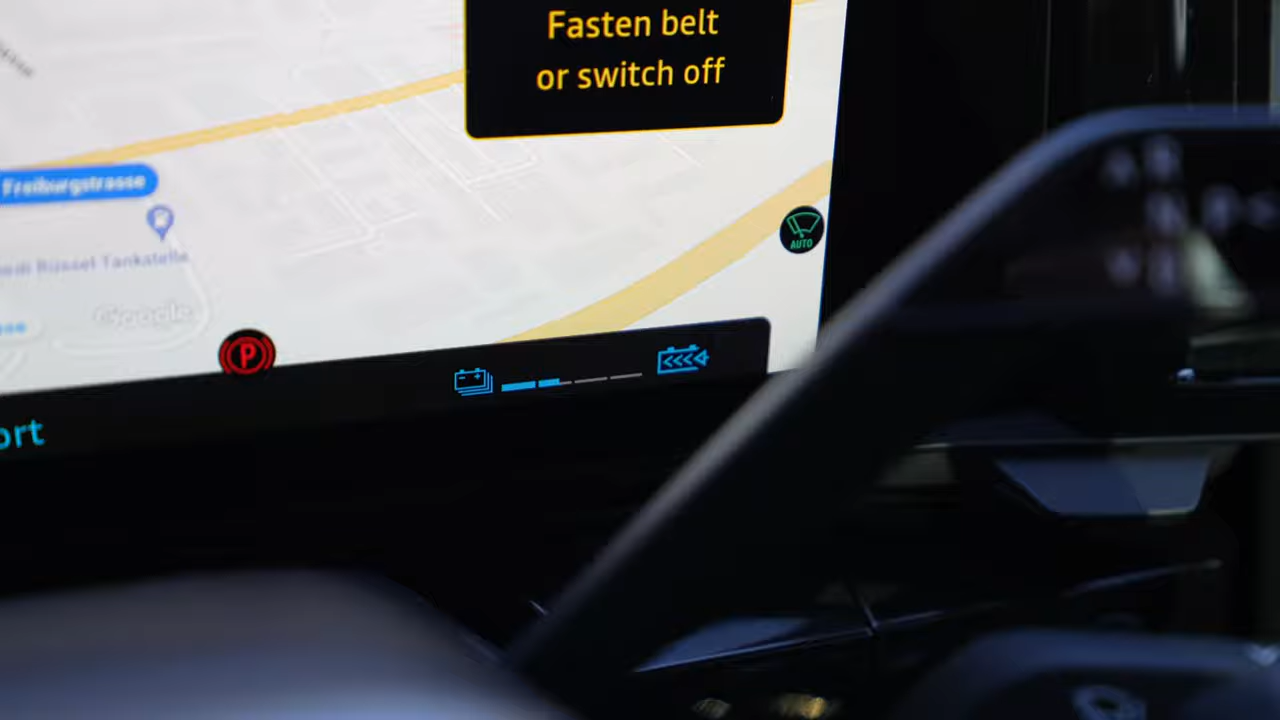 Fasten belt
or switch off
Freiburgstrasse
AUTO
Tankstelle
Google
P
ort